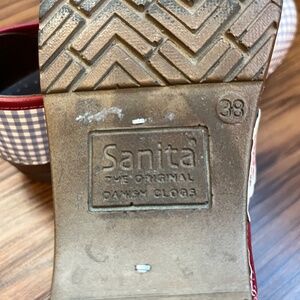 38
Sanita
THE ORIGINAL
DANISH CLOGS